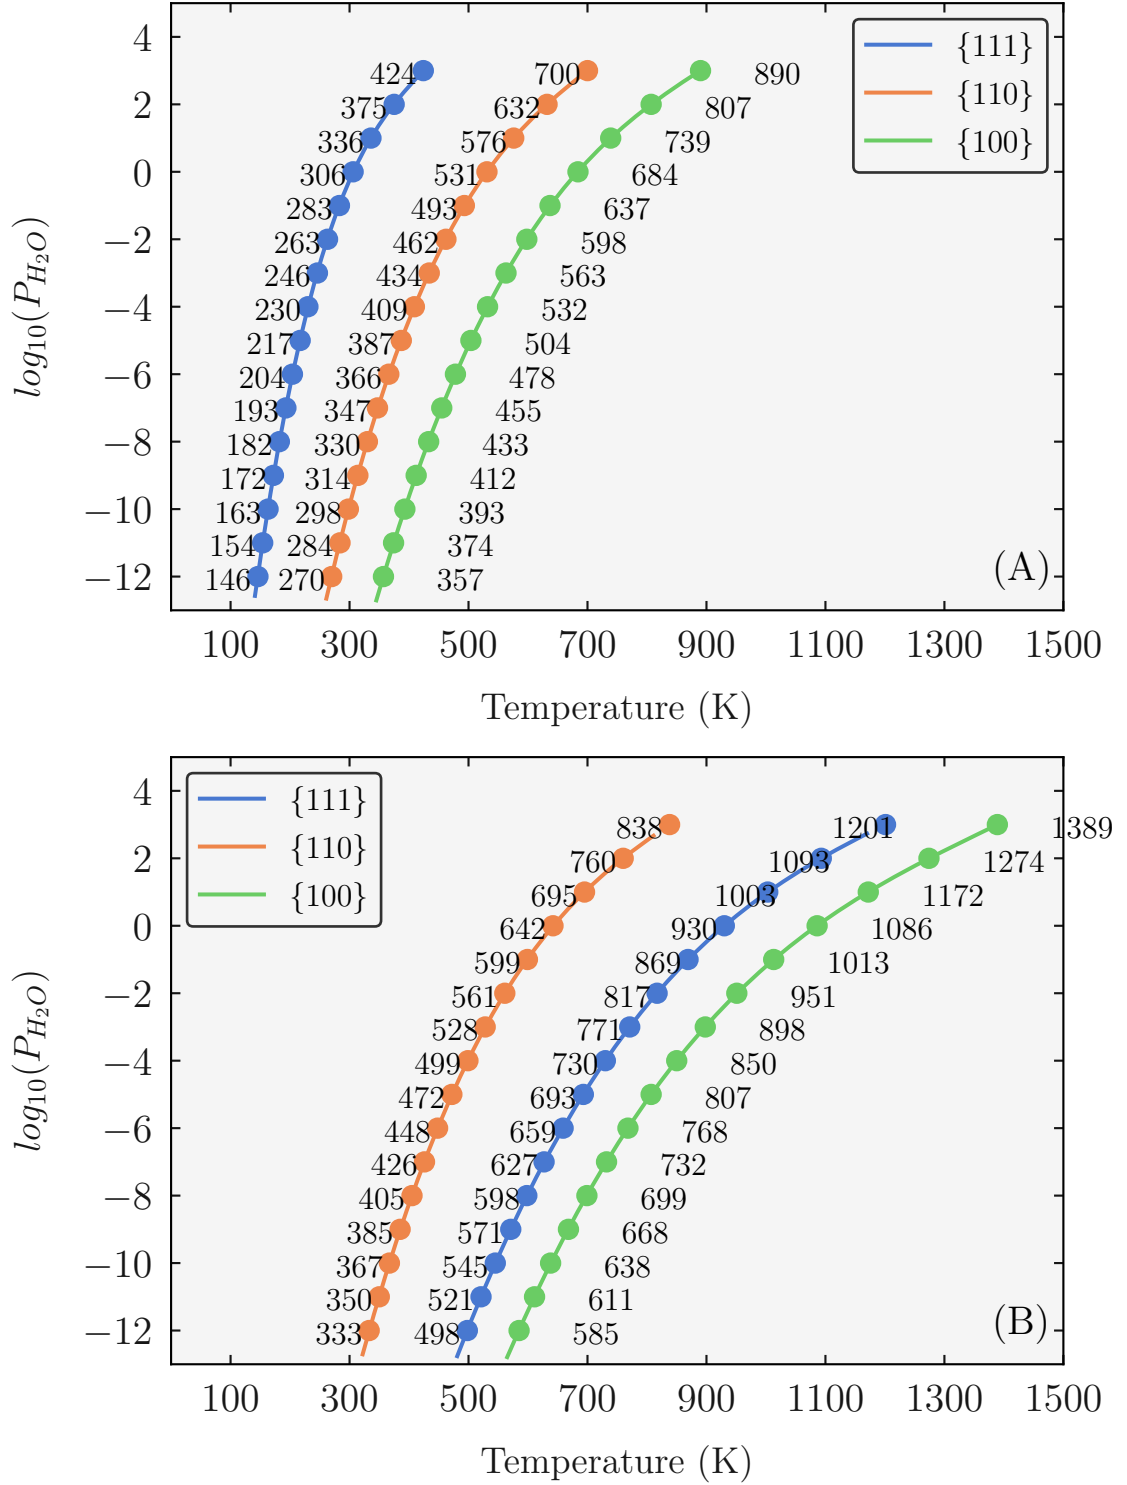 4
2
0
−2
−4
−6
−8
−10
−12
log10(P_{H_2O})
{111}
{110}
{100}
424 700 890
375 632 807
336 576 739
306 531 684
283 493 637
263 462 598
246 434 563
230 409 532
217 387 504
204 366 478
193 347 455
182 330 433
172 314 412
163 298 393
154 284 374
146 270 357
(A)
100 300 500 700 900 1100 1300 1500
Temperature (K)
4
2
0
−2
−4
−6
−8
−10
−12
log10(P_{H_2O})
{111}
{110}
{100}
838 1201 1389
760 1093 1274
695 1003 1172
642 930 1086
599 869 1013
561 817 951
528 771 898
499 730 850
472 693 807
448 659 768
426 627 732
405 598 699
385 571 668
367 545 638
350 521 611
333 498 585
(B)
100 300 500 700 900 1100 1300 1500
Temperature (K)